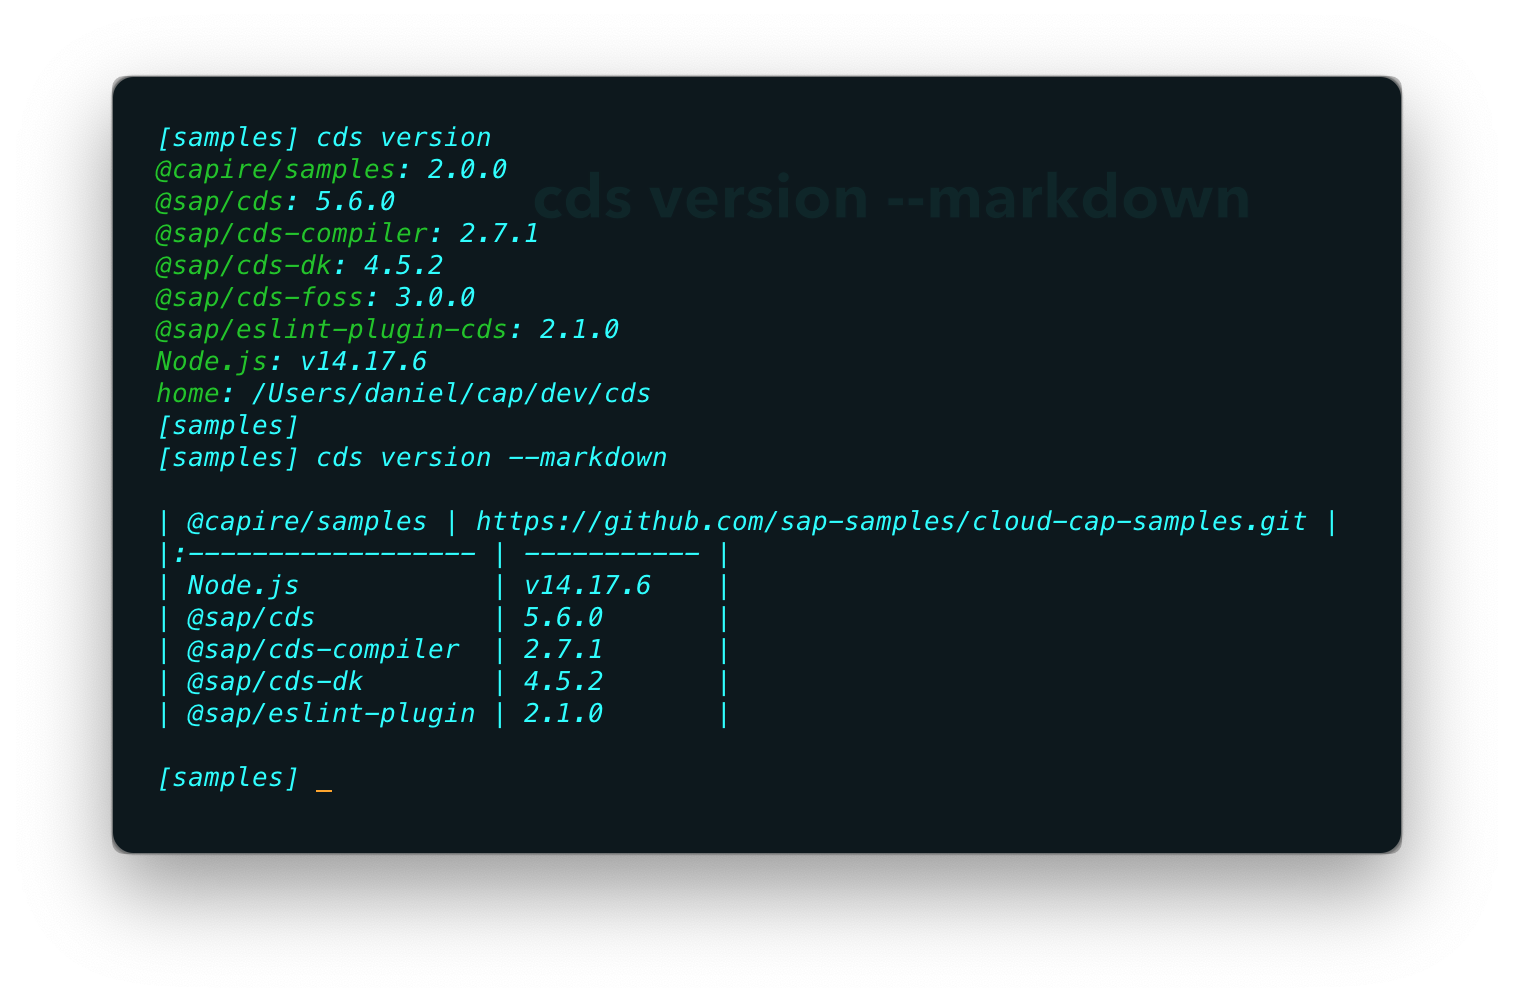 [samples] cds version
@capire/samples: 2.0.0
cds version --markdown
@sap/cds: 5.6.0
@sap/cds-compiler: 2.7.1
@sap/cds-dk: 4.5.2
@sap/cds-foss: 3.0.0
@sap/eslint-plugin-cds: 2.1.0
Node.js: v14.17.6
home: /Users/daniel/cap/dev/cds
[samples]
[samples] cds version --markdown
| @capire/samples | https://github.com/sap-samples/cloud-cap-samples.git |
|:------------------ | ----------- |
| Node.js            | v14.17.6    |
| @sap/cds           | 5.6.0       |
| @sap/cds-compiler  | 2.7.1       |
| @sap/cds-dk        | 4.5.2       |
| @sap/eslint-plugin | 2.1.0       |
[samples] _